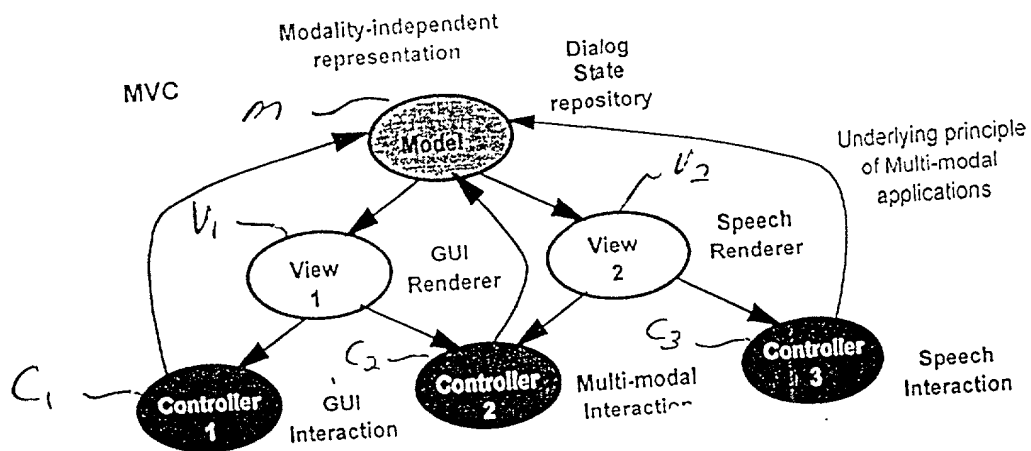 Modality-independent
representation
Dialog
State
repository
MVC
m
Model
Underlying principle
of Multi-modal
applications
V1
V2
View
1
GUI
Renderer
View
2
Speech
Renderer
C1
Controller
1
GUI
Interaction
C2
Controller
2
Multi-modal
Interaction
C3
Controller
3
Speech
Interaction